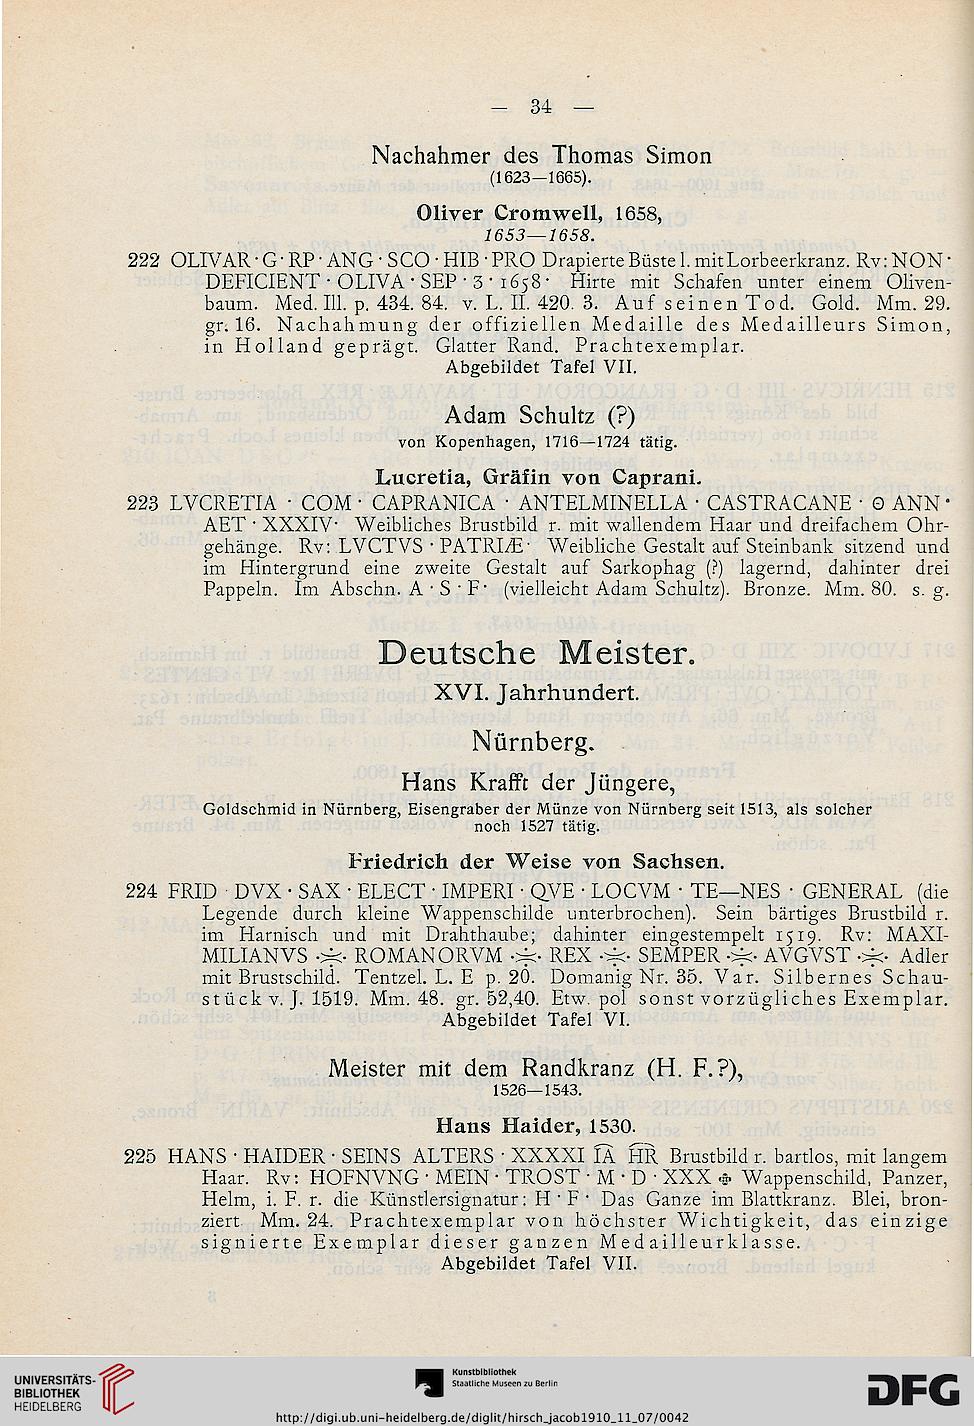 — 34 —
Nachahmer des Thomas Simon
(1623—1665).
Oliver Cromwell, 1658,
1653—1658.
222 OLIVAR · G · RP · ANG · SCO · HIB · PRO Drapierte Büste l. mit Lorbeerkranz. Rv: NON ·
DEFICIENT · OLIVA · SEP · 3 · 1658 · Hirte mit Schafen unter einem Oliven-
baum. Med. Ill. p. 434. 84. v. L. II. 420. 3. Auf seinen Tod. Gold. Mm. 29.
gr. 16. Nachahmung der offiziellen Medaille des Medailleurs Simon,
in Holland geprägt. Glatter Rand. Prachtexemplar.
Abgebildet Tafel VII.
Adam Schultz (?)
von Kopenhagen, 1716—1724 tätig.
Lucretia, Gräfin von Caprani.
223 LVCRETIA · COM · CAPRANICA · ANTELMINELLA · CASTRACANE · Θ ANN ·
AET · XXXIV · Weibliches Brustbild r. mit wallendem Haar und dreifachem Ohr-
gehänge. Rv: LVCTVS · PATRIÆ · Weibliche Gestalt auf Steinbank sitzend und
im Hintergrund eine zweite Gestalt auf Sarkophag (?) lagernd, dahinter drei
Pappeln. Im Abschn. A · S · F · (vielleicht Adam Schultz). Bronze. Mm. 80. s. g.
Deutsche Meister.
XVI. Jahrhundert.
Nürnberg.
Hans Krafft der Jüngere,
Goldschmid in Nürnberg, Eisengraber der Münze von Nürnberg seit 1513, als solcher
noch 1527 tätig.
Friedrich der Weise von Sachsen.
224 FRID · DVX · SAX · ELECT · IMPERI · QVE · LOCVM · TE—NES · GENERAL (die
Legende durch kleine Wappenschilde unterbrochen). Sein bärtiges Brustbild r.
im Harnisch und mit Drahthaube; dahinter eingestempelt 1519. Rv: MAXI-
MILIANVS ·⁜· ROMANORVM ·⁜· REX ·⁜· SEMPER ·⁜· AVGVST ·⁜· Adler
mit Brustschild. Tentzel. L. E p. 20. Domanig Nr. 35. Var. Silbernes Schau-
stück v. J. 1519. Mm. 48. gr. 52,40. Etw. pol sonst vorzügliches Exemplar.
Abgebildet Tafel VI.
Meister mit dem Randkranz (H. F.?),
1526—1543.
Hans Haider, 1530.
225 HANS · HAIDER · SEINS ALTERS · XXXXI IA HR Brustbild r. bartlos, mit langem
Haar. Rv: HOFNVNG · MEIN · TROST · M · D · XXX ✙ Wappenschild, Panzer,
Helm, i. F. r. die Künstlersignatur: H · F · Das Ganze im Blattkranz. Blei, bron-
ziert Mm. 24. Prachtexemplar von höchster Wichtigkeit, das einzige
signierte Exemplar dieser ganzen Medailleurklasse.
Abgebildet Tafel VII.
UNIVERSITÄTS-
BIBLIOTHEK
HEIDELBERG
Kunstbibliothek
Staatliche Museen zu Berlin
DFG
http://digi.ub.uni-heidelberg.de/diglit/hirsch_jacob1910_11_07/0042